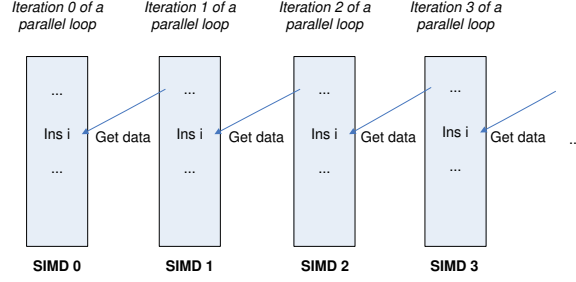 Iteration 0 of a parallel loop
Iteration 1 of a parallel loop
Iteration 2 of a parallel loop
Iteration 3 of a parallel loop
...
...
...
...
Ins i
Get data
Ins i
Get data
Ins i
Get data
Ins i
Get data
...
...
...
...
...
SIMD 0
SIMD 1
SIMD 2
SIMD 3